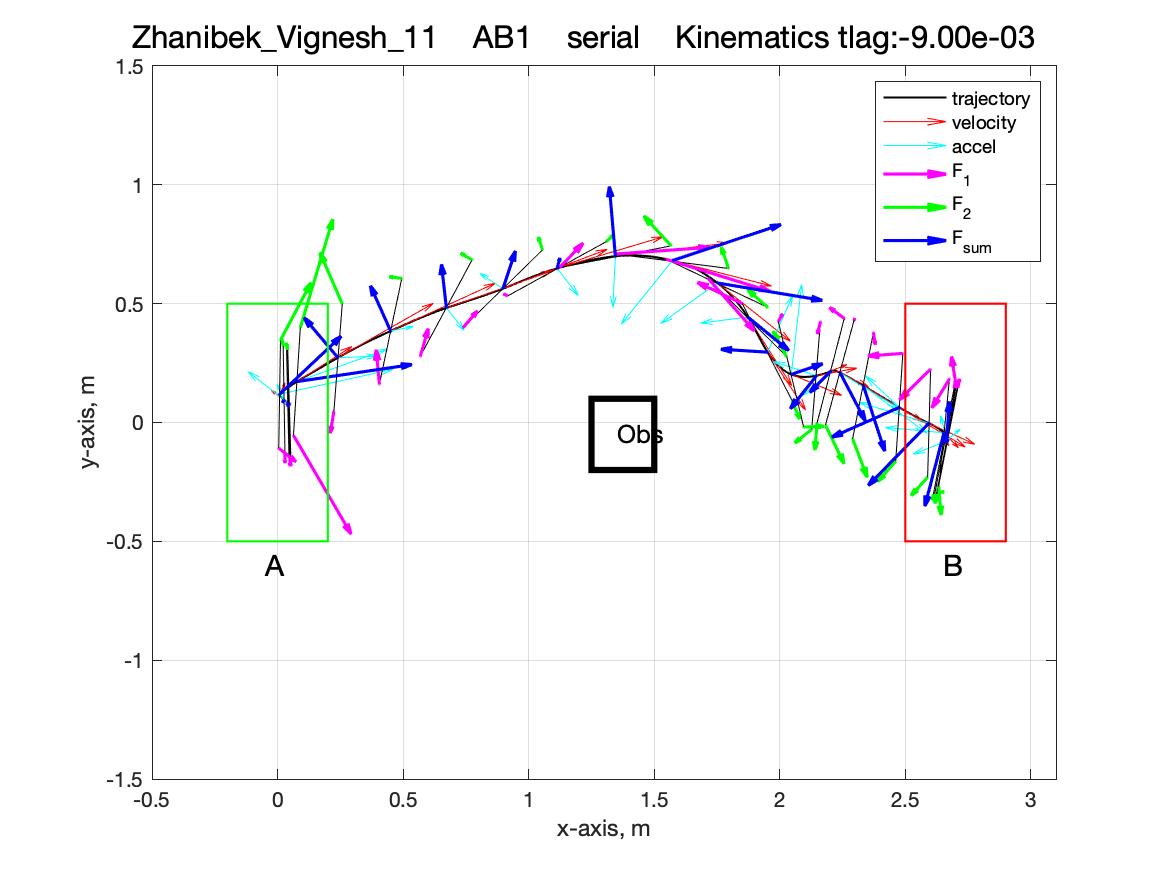 Zhanibek_Vignesh_11 AB1 serial Kinematics tlag:-9.00e-03
1.5
1
0.5
0
-0.5
-1
-1.5
y-axis, m
trajectory
velocity
accel
F1
F2
Fsum
Obs
A
B
-0.5 0 0.5 1 1.5 2 2.5 3
x-axis, m